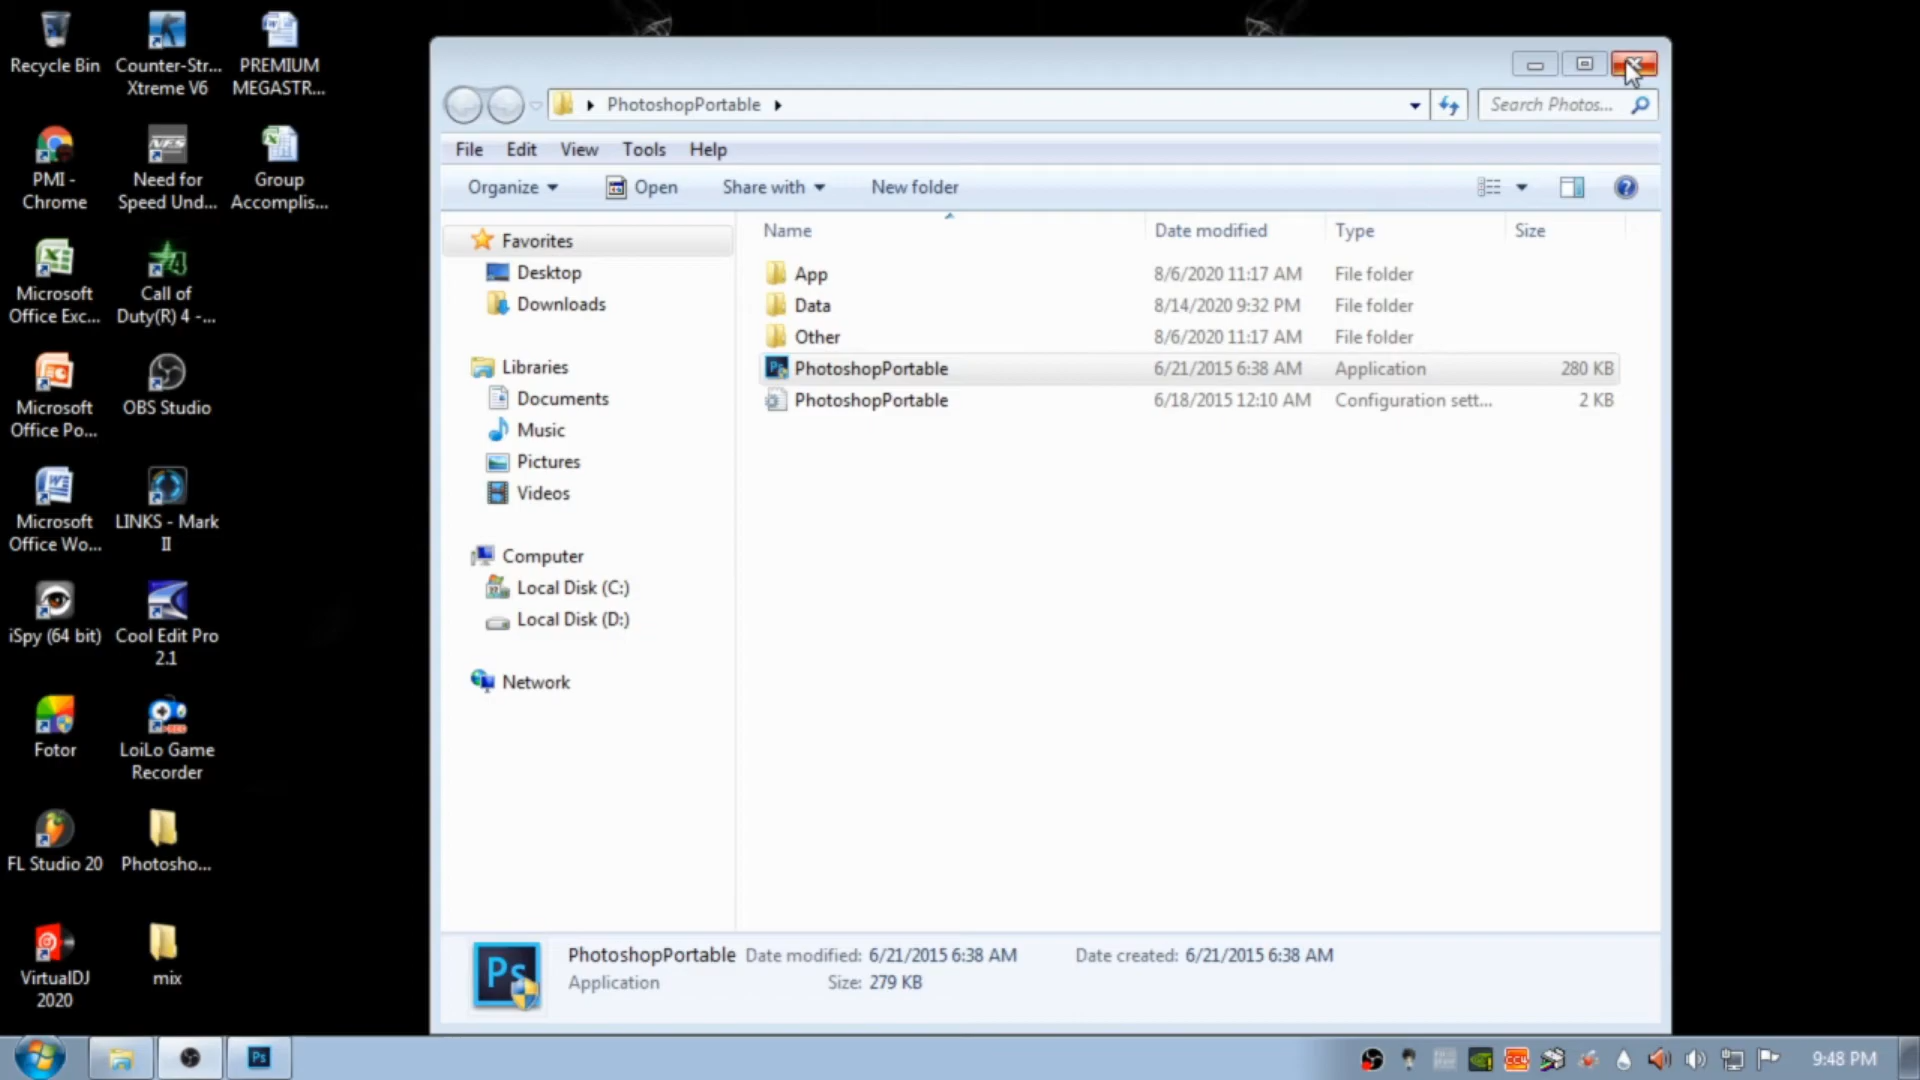 Recycle Bin
Counter-Str...
Xtreme V6
PREMIUM
MEGASTR...
PMI -
Chrome
Need for
Speed Und...
Group
Accomplis...
Microsoft
Office Exc...
Call of
Duty(R) 4 -...
Microsoft
Office Po...
OBS Studio
Microsoft
Office Wo...
LINKS - Mark
II
iSpy (64 bit)
Cool Edit Pro
2.1
Fotor
LoiLo Game
Recorder
FL Studio 20
Photosho...
VirtualDJ
2020
mix
PhotoshopPortable
Search Photos...
File Edit View Tools Help
Organize Open Share with New folder
Favorites
Desktop
Downloads
Libraries
Documents
Music
Pictures
Videos
Computer
Local Disk (C:)
Local Disk (D:)
Network
Name Date modified Type Size
App 8/6/2020 11:17 AM File folder
Data 8/14/2020 9:32 PM File folder
Other 8/6/2020 11:17 AM File folder
PhotoshopPortable 6/21/2015 6:38 AM Application 280 KB
PhotoshopPortable 6/18/2015 12:10 AM Configuration sett... 2 KB
Ps
PhotoshopPortable Date modified: 6/21/2015 6:38 AM Date created: 6/21/2015 6:38 AM
Application Size: 279 KB
Ps
9:48 PM